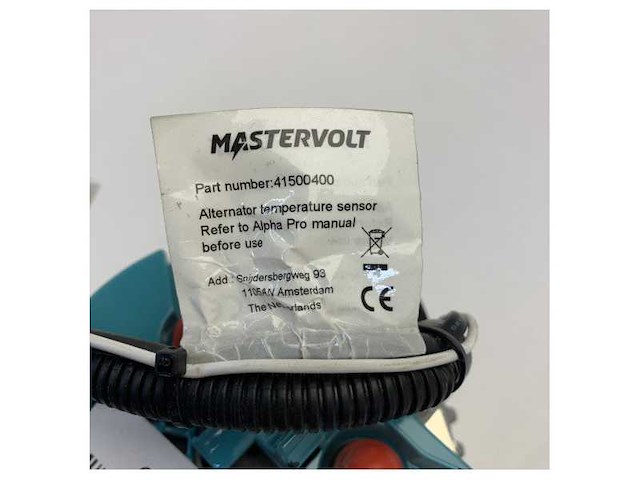 MASTERVOLT
Part number:41500400
Alternator temperature sensor
Refer to Alpha Pro manual
before use
Add.: Snijdersbergweg 93
1105AN Amsterdam
The Netherlands
CE